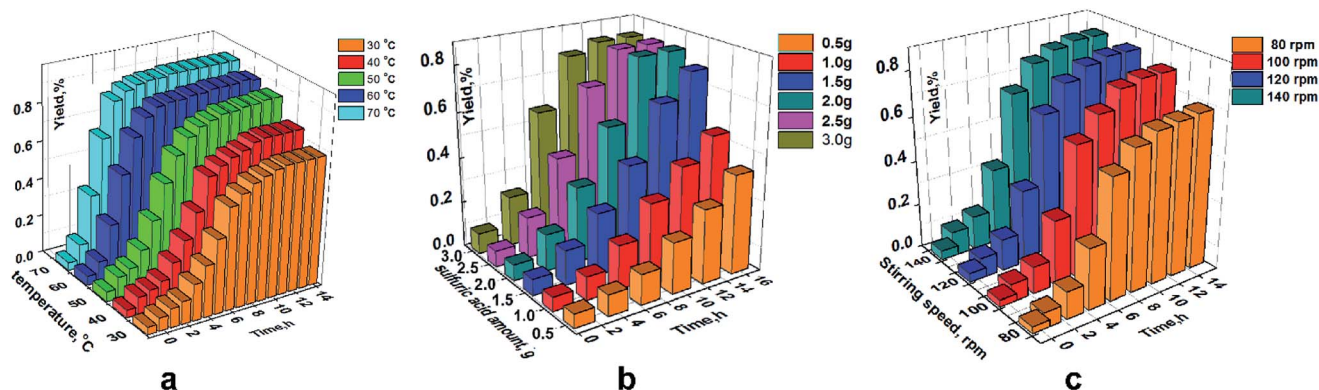 30 °C
40 °C
50 °C
60 °C
70 °C
Yield,%
0.8
0.6
0.4
0.2
0.0
70
60
50
40
30
temperature, °C
0
2
4
6
8
10
12
14
Time,h
a
0.5g
1.0g
1.5g
2.0g
2.5g
3.0g
Yield,%
0.8
0.6
0.4
0.2
0.0
3.0
2.5
2.0
1.5
1.0
0.5
sulfuric acid amount, g
0
2
4
6
8
10
12
14
16
Time,h
b
80 rpm
100 rpm
120 rpm
140 rpm
Yield,%
0.8
0.6
0.4
0.2
0.0
140
120
100
80
Stirring speed, rpm
0
2
4
6
8
10
12
14
Time,h
c